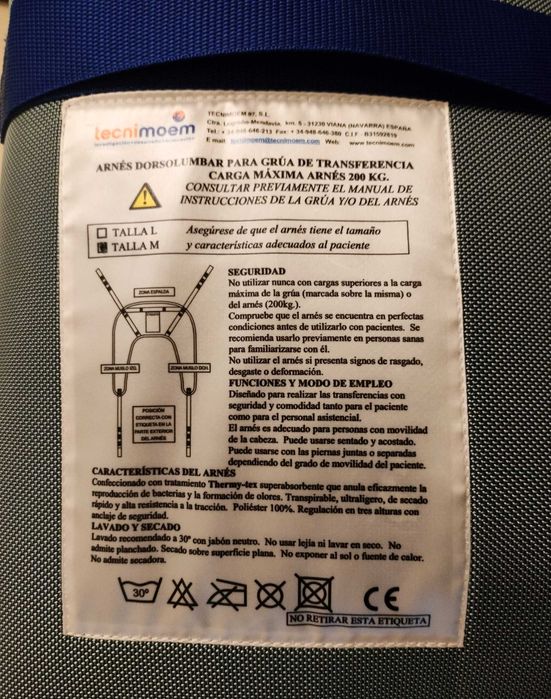 tecnimoem
TECNIMOEM 97, S.L.
Ctra. Logroño-Mendavia, km. 5 - 31230 VIANA (NAVARRA) ESPAÑA
E mail: tecnimoem@tecnimoem.com Web: www.tecnimoem.com
ARNÉS DORSOLUMBAR PARA GRÚA DE TRANSFERENCIA
CARGA MÁXIMA ARNÉS 200 KG.
CONSULTAR PREVIAMENTE EL MANUAL DE
INSTRUCCIONES DE LA GRÚA Y/O DEL ARNÉS
TALLA L
TALLA M
Asegúrese de que el arnés tiene el tamaño
y características adecuados al paciente
ZONA ESPALDA
ZONA MUSLO IZQ.
ZONA MUSLO DCH.
POSICIÓN
CORRECTA CON
ETIQUETA EN LA
PARTE EXTERIOR
DEL ARNÉS
SEGURIDAD
No utilizar nunca con cargas superiores a la carga
máxima de la grúa (marcada sobre la misma) o
del arnés (200kg.).
Compruebe que el arnés se encuentra en perfectas
condiciones antes de utilizarlo con pacientes. Se
recomienda usarlo previamente en personas sanas
para familiarizarse con él.
No utilizar el arnés si presenta signos de rasgado,
desgaste o deformación.
FUNCIONES Y MODO DE EMPLEO
Diseñado para realizar las transferencias con
seguridad y comodidad tanto para el paciente
como para el personal asistencial.
El arnés es adecuado para personas con movilidad
de la cabeza. Puede usarse sentado y acostado.
Puede usarse con las piernas juntas o separadas
dependiendo del grado de movilidad del paciente.
CARACTERÍSTICAS DEL ARNÉS
Confeccionado con tratamiento Thermy-tex superabsorbente que anula eficazmente la
reproducción de bacterias y la formación de olores. Transpirable, ultraligero, de secado
rápido y alta resistencia a la tracción. Poliéster 100%. Regulación en tres alturas con
anclaje de seguridad.
LAVADO Y SECADO
Lavado recomendado a 30º con jabón neutro. No usar lejía ni lavar en seco. No
admite planchado. Secado sobre superficie plana. No exponer al sol o fuente de calor.
No admite secadora.
30º
CE
NO RETIRAR ESTA ETIQUETA